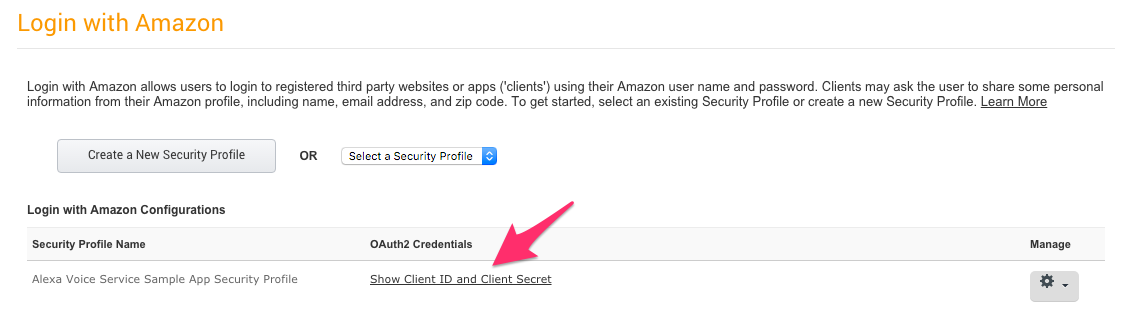 Login with Amazon
Login with Amazon allows users to login to registered third party websites or apps ('clients') using their Amazon user name and password. Clients may ask the user to share some personal
information from their Amazon profile, including name, email address, and zip code. To get started, select an existing Security Profile or create a new Security Profile. Learn More
Create a New Security Profile OR Select a Security Profile
Login with Amazon Configurations
Security Profile Name OAuth2 Credentials Manage
Alexa Voice Service Sample App Security Profile Show Client ID and Client Secret